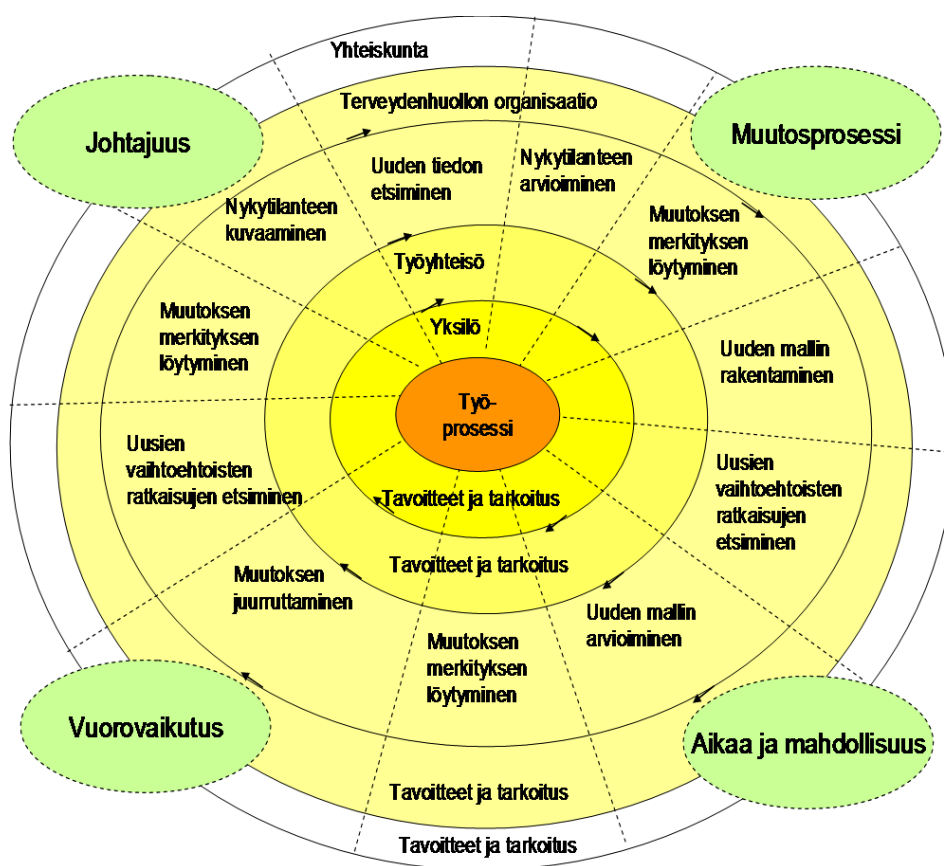 Yhteiskunta
Terveydenhuollon organisaatio
Johtajuus
Muutosprosessi
Uuden tiedon
etsiminen
Nykytilanteen
arvioiminen
Nykytilanteen
kuvaaminen
Muutoksen
merkityksen
löytyminen
Työyhteisö
Muutoksen
merkityksen
löytyminen
Yksilö
Uuden mallin
rakentaminen
Työ-
prosessi
Uusien
vaihtoehtoisten
ratkaisujen etsiminen
Uusien
vaihtoehtoisten
ratkaisujen
etsiminen
Tavoitteet ja tarkoitus
Tavoitteet ja tarkoitus
Muutoksen
juurruttaminen
Uuden mallin
arvioiminen
Muutoksen
merkityksen
löytyminen
Vuorovaikutus
Aikaa ja mahdollisuus
Tavoitteet ja tarkoitus
Tavoitteet ja tarkoitus